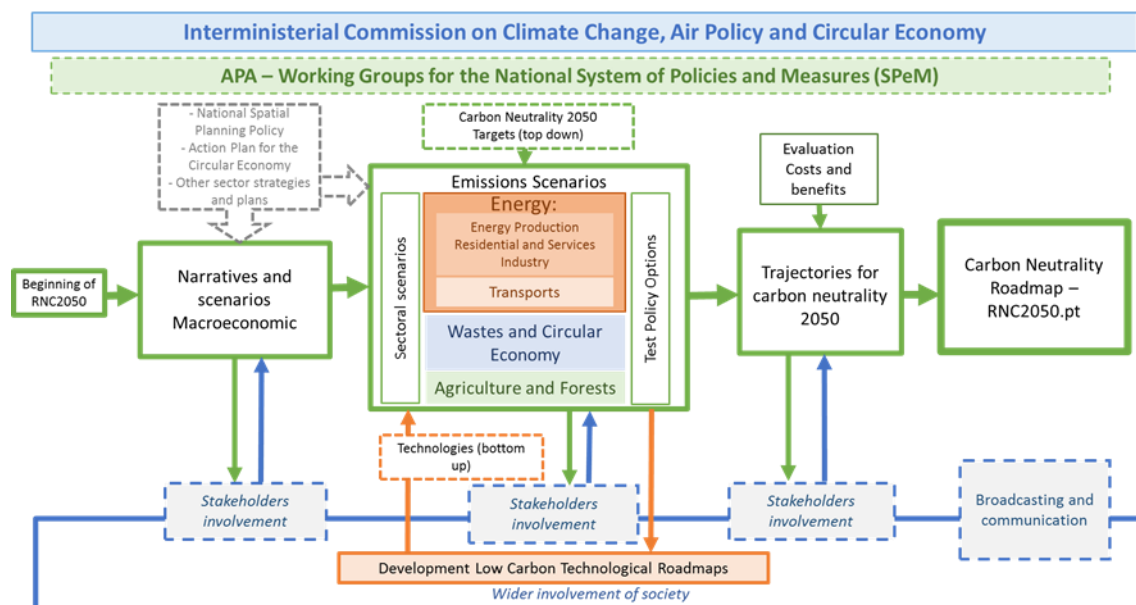 Interministerial Commission on Climate Change, Air Policy and Circular Economy
APA – Working Groups for the National System of Policies and Measures (SPeM)
- National Spatial
Planning Policy
- Action Plan for the
Circular Economy
- Other sector strategies
and plans
Carbon Neutrality 2050
Targets (top down)
Evaluation
Costs and
benefits
Beginning of
RNC2050
Narratives and
scenarios
Macroeconomic
Emissions Scenarios
Sectoral scenarios
Energy:
Energy Production
Residential and Services
Industry
Transports
Wastes and Circular
Economy
Agriculture and Forests
Test Policy Options
Trajectories for
carbon neutrality
2050
Carbon Neutrality
Roadmap –
RNC2050.pt
Technologies (bottom
up)
Stakeholders
involvement
Stakeholders
involvement
Stakeholders
involvement
Broadcasting and
communication
Development Low Carbon Technological Roadmaps
Wider involvement of society